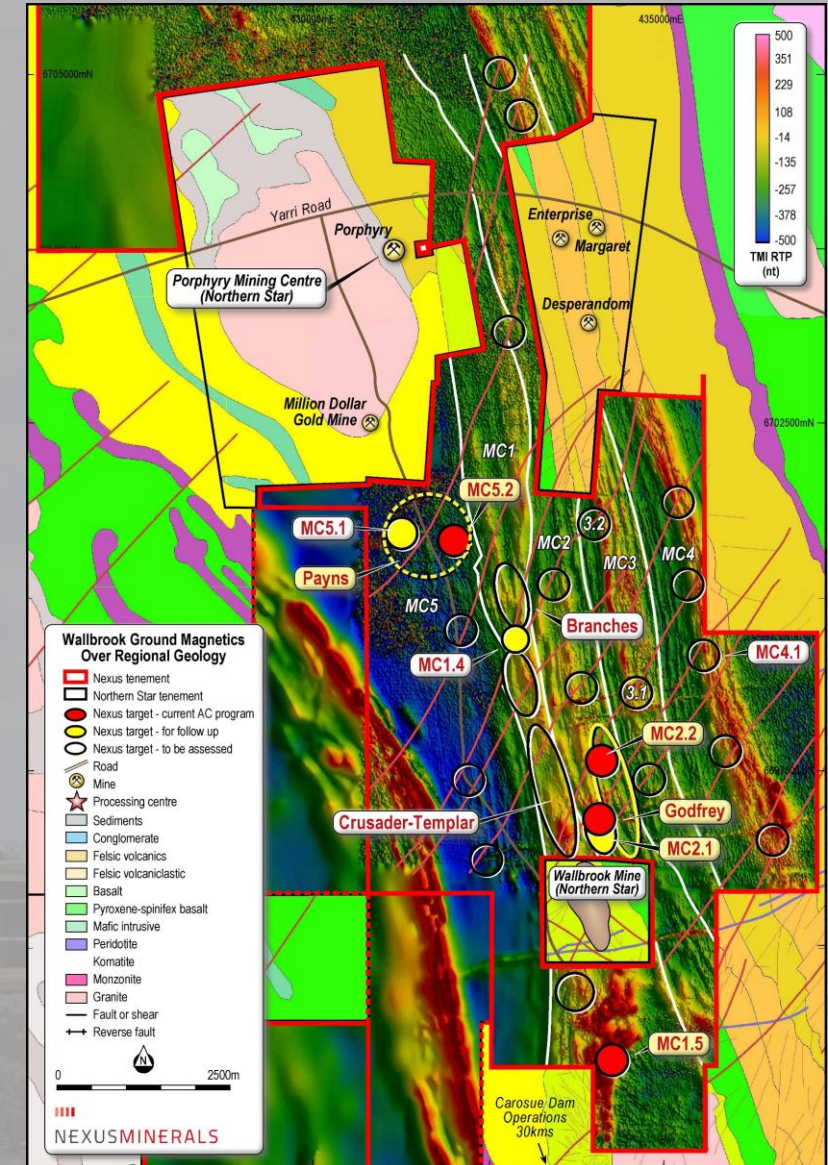 430000mE
435000mE
6705000mN
500
351
229
108
-14
-135
-257
-378
-500
TMI RTP
(nt)
Yarri Road
Porphyry
Enterprise
Margaret
Porphyry Mining Centre
(Northern Star)
Desperandom
Million Dollar
Gold Mine
6702500mN
MC1
MC5.2
MC5.1
3.2
MC2
MC3
MC4
Payns
MC5
Branches
MC1.4
MC4.1
3.1
MC2.2
Crusader-Templar
Godfrey
MC2.1
Wallbrook Mine
(Northern Star)
MC1.5
Carosue Dam
Operations
30kms
Wallbrook Ground Magnetics
Over Regional Geology
Nexus tenement
Northern Star tenement
Nexus target - current AC program
Nexus target - for follow up
Nexus target - to be assessed
Road
Mine
Processing centre
Sediments
Conglomerate
Felsic volcanics
Felsic volcaniclastic
Basalt
Pyroxene-spinifex basalt
Mafic intrusive
Peridotite
Komatite
Monzonite
Granite
Fault or shear
Reverse fault
N
0
2500m
NEXUSMINERALS